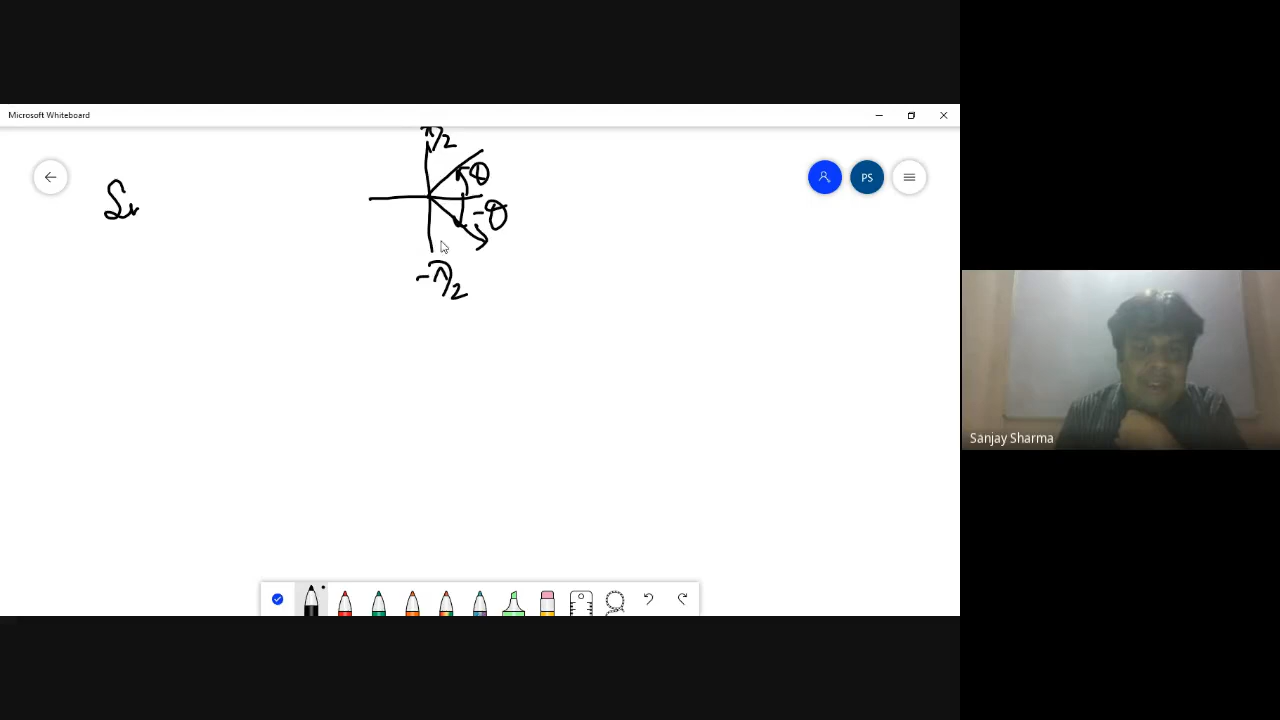 Microsoft Whiteboard
π/2
θ
-θ
-π/2
PS
Sanjay Sharma